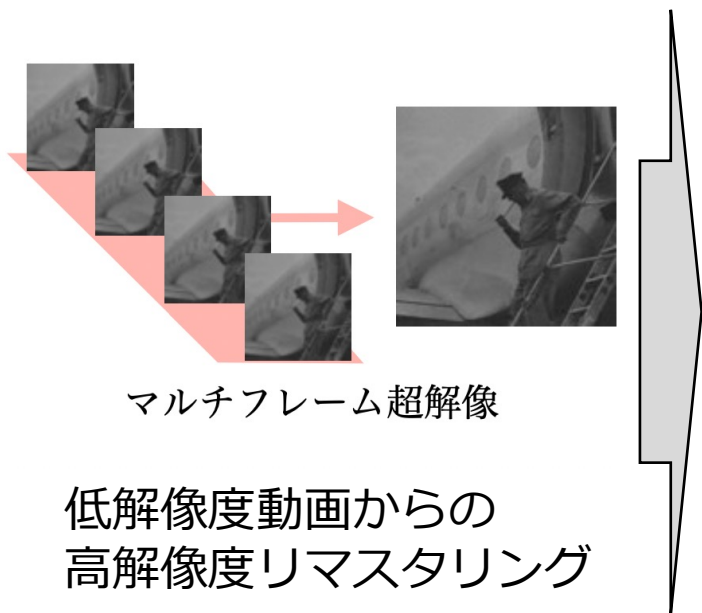 マルチフレーム超解像
低解像度動画からの
高解像度リマスタリング